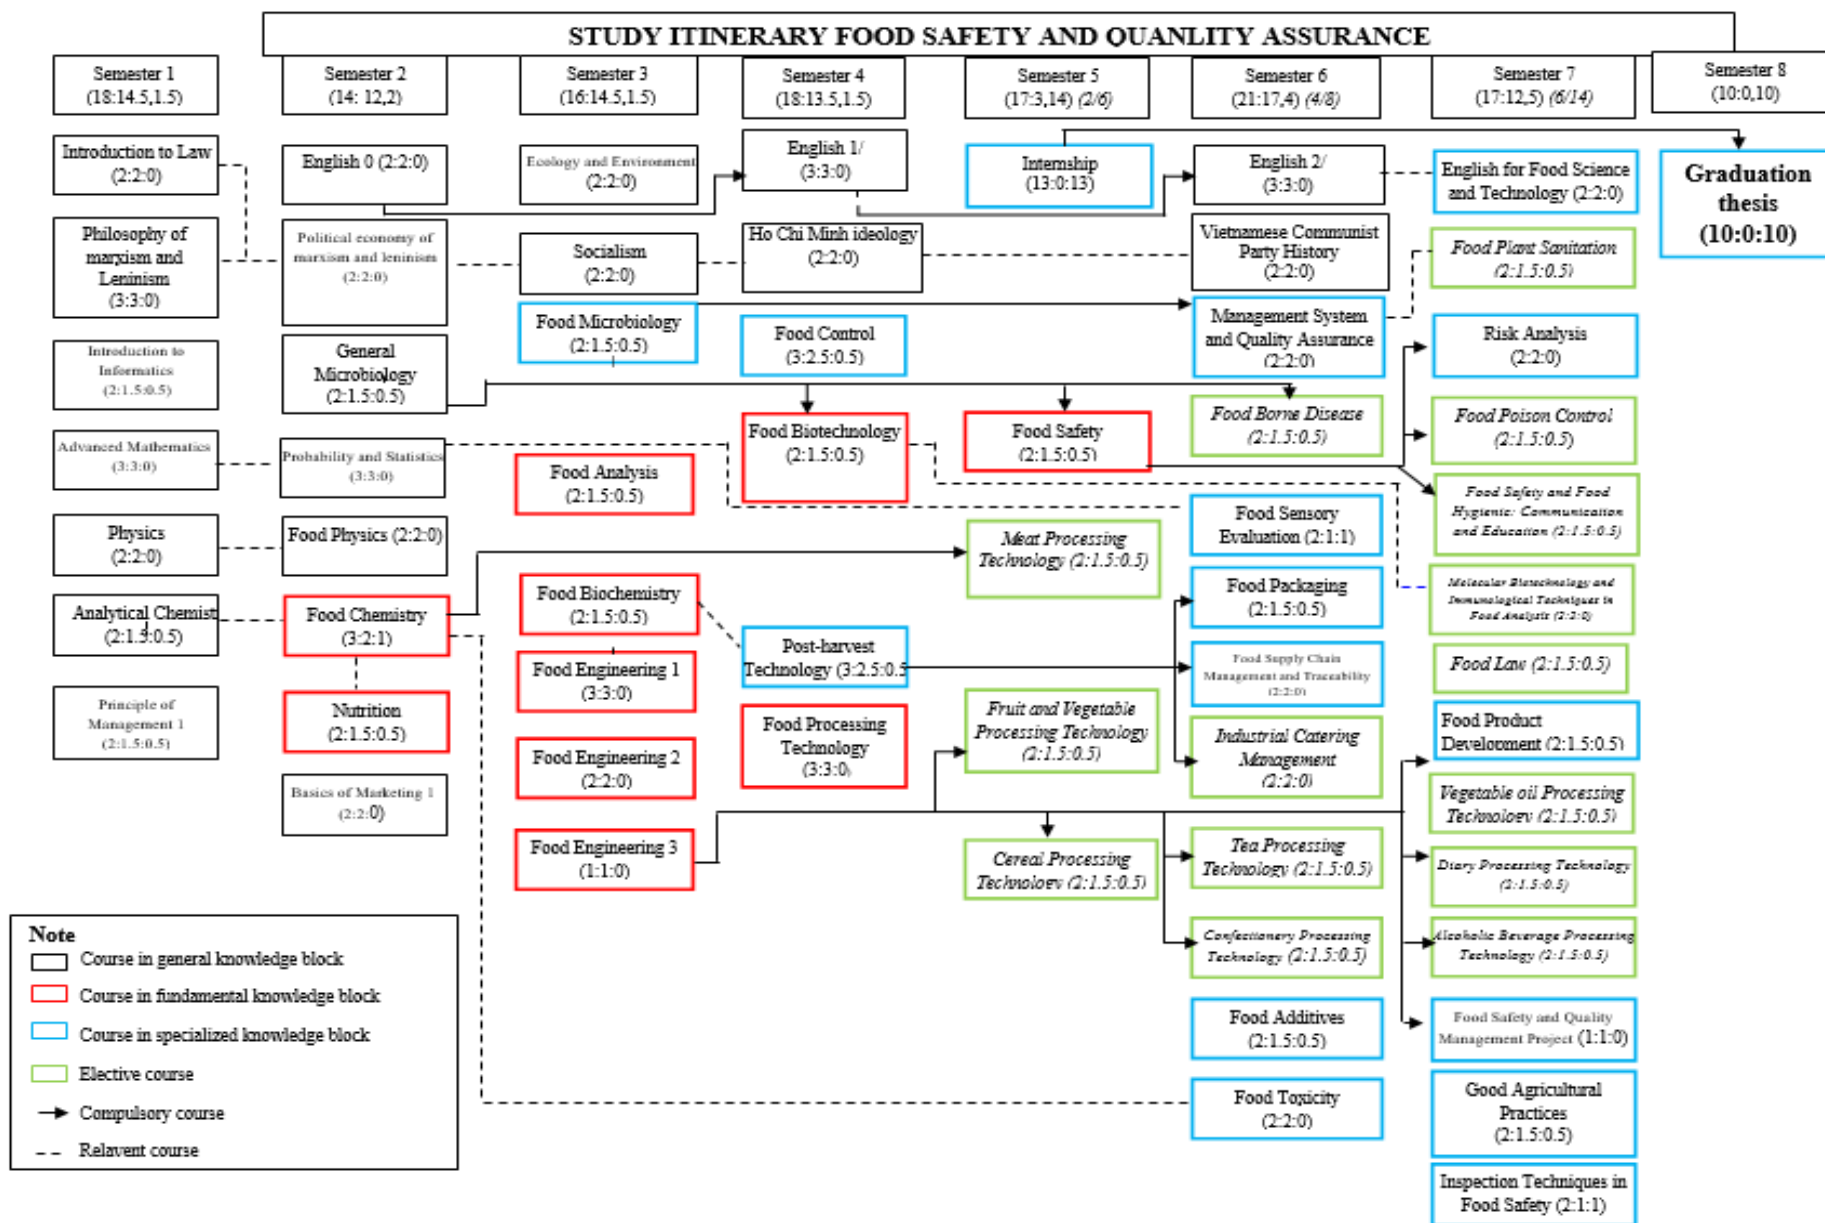 STUDY ITINERARY FOOD SAFETY AND QUANLITY ASSURANCE
Semester 1
(18:14.5,1.5)
Semester 2
(14: 12,2)
Semester 3
(16:14.5,1.5)
Semester 4
(18:13.5,1.5)
Semester 5
(17:3,14) (2/6)
Semester 6
(21:17,4) (4/8)
Semester 7
(17:12,5) (6/14)
Semester 8
(10:0,10)
Introduction to Law
(2:2:0)
Philosophy of
marxism and
Leninism
(3:3:0)
Introduction to
Informatics
(2:1.5:0.5)
Advanced Mathematics
(3:3:0)
Physics
(2:2:0)
Analytical Chemist
(2:1.5:0.5)
Principle of
Management 1
(2:1.5:0.5)
English 0 (2:2:0)
Political economy of
marxism and leninism
(2:2:0)
General
Microbiology
(2:1.5:0.5)
Probability and Statistics
(3:3:0)
Food Physics (2:2:0)
Food Chemistry
(3:2:1)
Nutrition
(2:1.5:0.5)
Basics of Marketing 1
(2:2:0)
Ecology and Environment
(2:2:0)
Socialism
(2:2:0)
Food Microbiology
(2:1.5:0.5)
Food Analysis
(2:1.5:0.5)
Food Biochemistry
(2:1.5:0.5)
Food Engineering 1
(3:3:0)
Food Engineering 2
(2:2:0)
Food Engineering 3
(1:1:0)
English 1/
(3:3:0)
Ho Chi Minh ideology
(2:2:0)
Food Control
(3:2.5:0.5)
Food Biotechnology
(2:1.5:0.5)
Post-harvest
Technology (3:2.5:0.5
Food Processing
Technology
(3:3:0)
Internship
(13:0:13)
Food Safety
(2:1.5:0.5)
Meat Processing
Technology (2:1.5:0.5)
Fruit and Vegetable
Processing Technology
(2:1.5:0.5)
Cereal Processing
Technology (2:1.5:0.5)
English 2/
(3:3:0)
Vietnamese Communist
Party History
(2:2:0)
Management System
and Quality Assurance
(2:2:0)
Food Borne Disease
(2:1.5:0.5)
Food Sensory
Evaluation (2:1:1)
Food Packaging
(2:1.5:0.5)
Food Supply Chain
Management and Traceability
(2:2:0)
Industrial Catering
Management
(2:2:0)
Tea Processing
Technology (2:1.5:0.5)
Confectionery Processing
Technology (2:1.5:0.5)
Food Additives
(2:1.5:0.5)
Food Toxicity
(2:2:0)
English for Food Science
and Technology (2:2:0)
Food Plant Sanitation
(2:1.5:0.5)
Risk Analysis
(2:2:0)
Food Poison Control
(2:1.5:0.5)
Food Safety and Food
Hygienic: Communication
and Education (2:1.5:0.5)
Molecular Biotechnology and
Immunological Techniques in
Food Analysis (2:2:0)
Food Law (2:1.5:0.5)
Food Product
Development (2:1.5:0.5)
Vegetable oil Processing
Technology (2:1.5:0.5)
Diary Processing Technology
(2:1.5:0.5)
Alcoholic Beverage Processing
Technology (2:1.5:0.5)
Food Safety and Quality
Management Project (1:1:0)
Good Agricultural
Practices
(2:1.5:0.5)
Inspection Techniques in
Food Safety (2:1:1)
Graduation
thesis
(10:0:10)
Note
Course in general knowledge block
Course in fundamental knowledge block
Course in specialized knowledge block
Elective course
Compulsory course
Relavent course